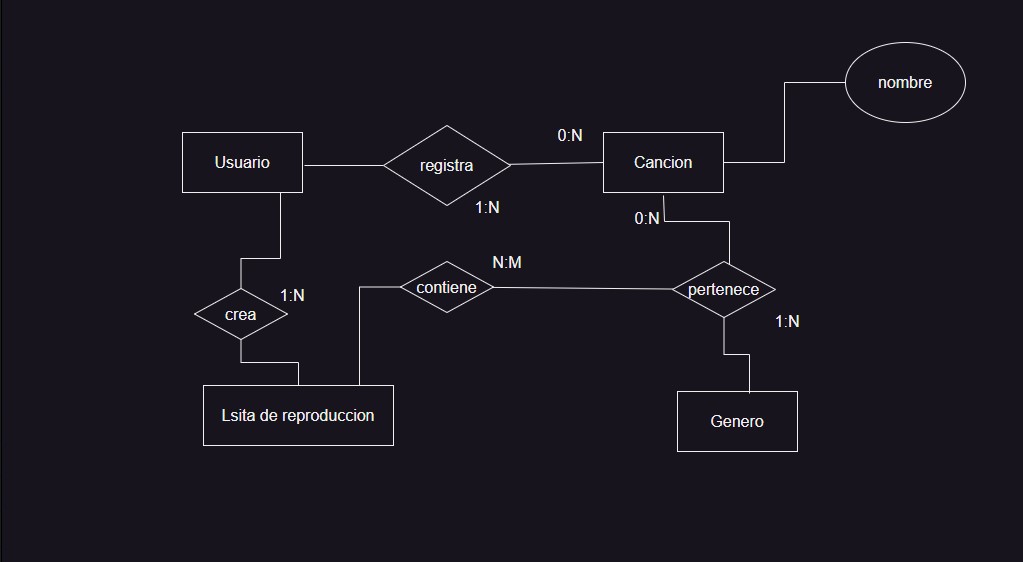 nombre
Usuario
registra
0:N
Cancion
1:N
0:N
contiene
N:M
pertenece
1:N
crea
1:N
Lsita de reproduccion
Genero